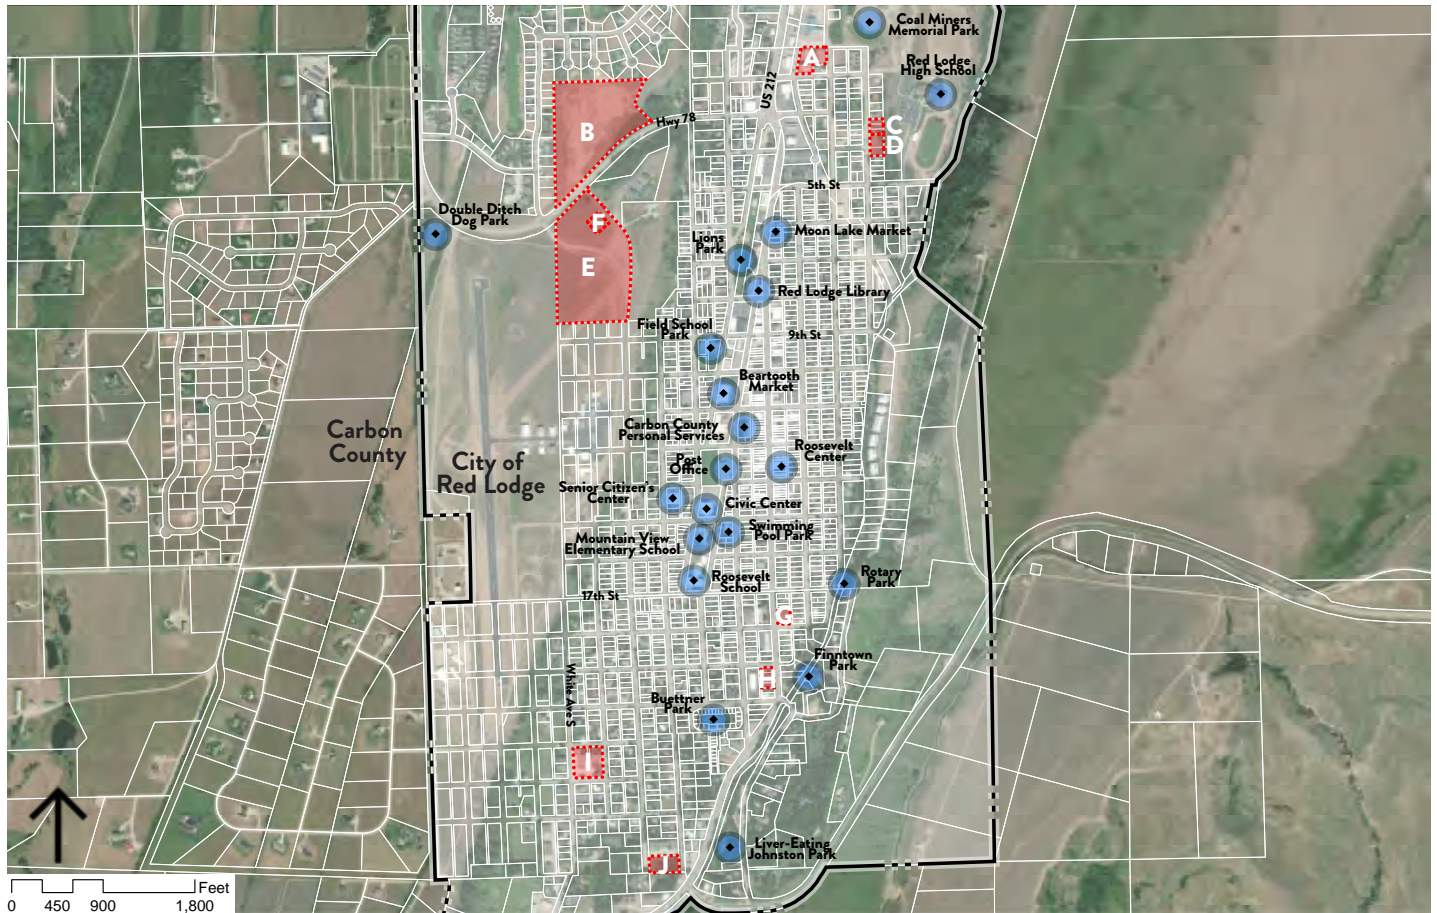 Coal Miners
Memorial Park
A
Red Lodge
High School
US 212
B
Hwy 78
C
D
5th St
Double Ditch
Dog Park
F
Lions
Park
Moon Lake Market
E
Red Lodge Library
Field School
Park
9th St
Beartooth
Market
Carbon
County
Carbon County
Personal Services
City of
Red Lodge
Post
Office
Roosevelt
Center
Senior Citizen's
Center
Civic Center
Swimming
Pool Park
Mountain View
Elementary School
Roosevelt
School
Rotary
Park
17th St
G
Finntown
Park
White Ave S
H
Buettner
Park
I
Liver-Eating
Johnston Park
J
Feet
0 450 900 1,800